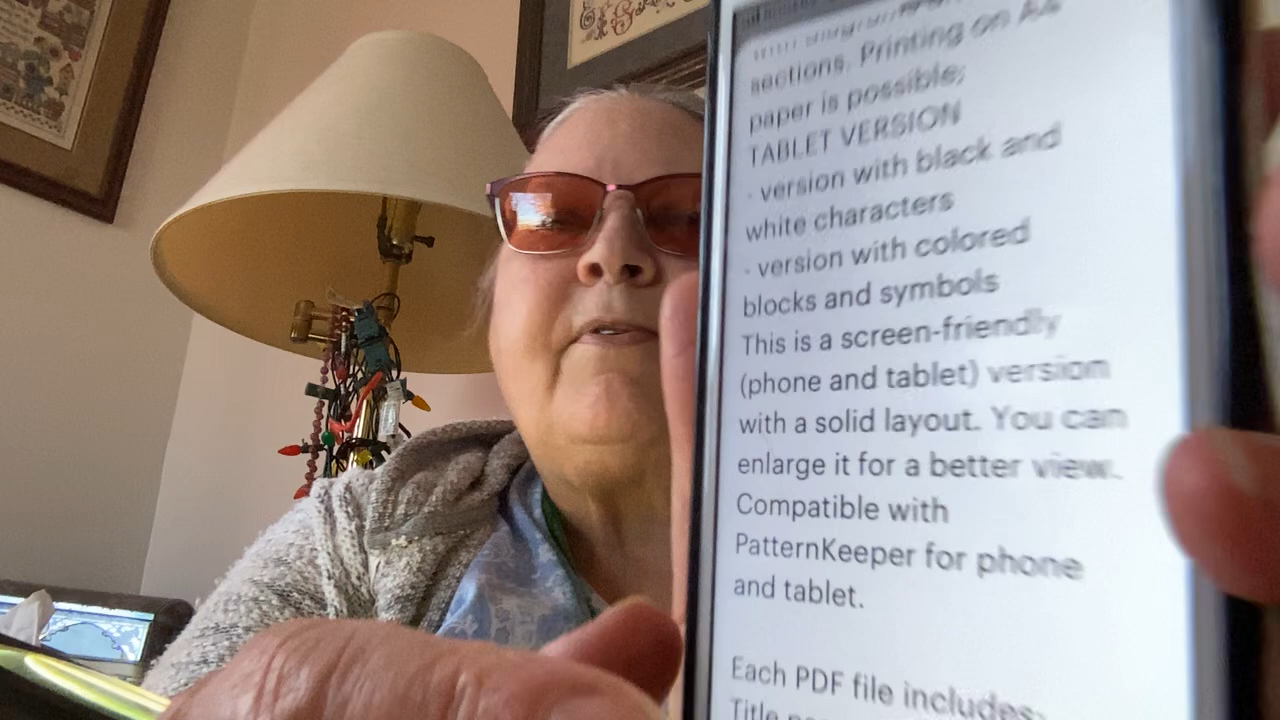 sections. Printing on A4
paper is possible;
TABLET VERSION
- version with black and
white characters
- version with colored
blocks and symbols
This is a screen-friendly
(phone and tablet) version
with a solid layout. You can
enlarge it for a better view.
Compatible with
PatternKeeper for phone
and tablet.
Each PDF file includes:
Title